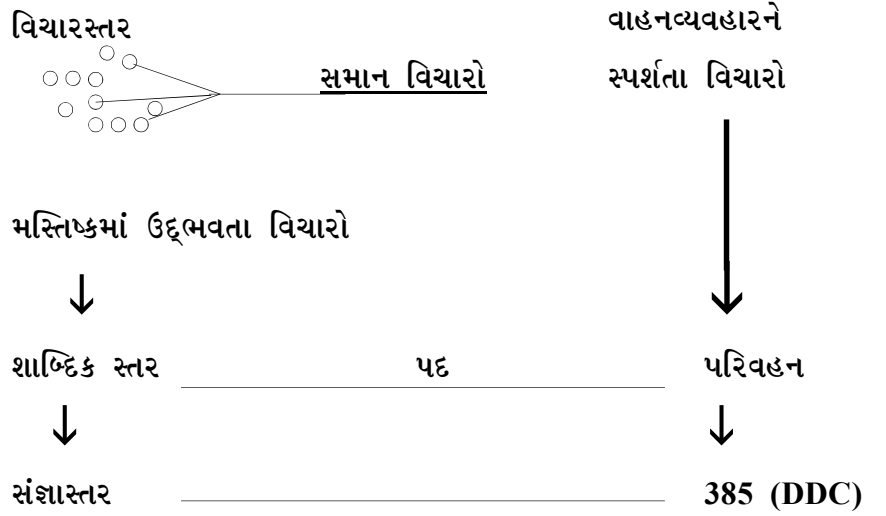 વિચારસ્તર
સમાન વિચારો
વાહનવ્યવહારને
સ્પર્શતા વિચારો
મસ્તિષ્કમાં ઉદ્ભવતા વિચારો
શાબ્દિક સ્તર પદ પરિવહન
સંજ્ઞાસ્તર 385 (DDC)